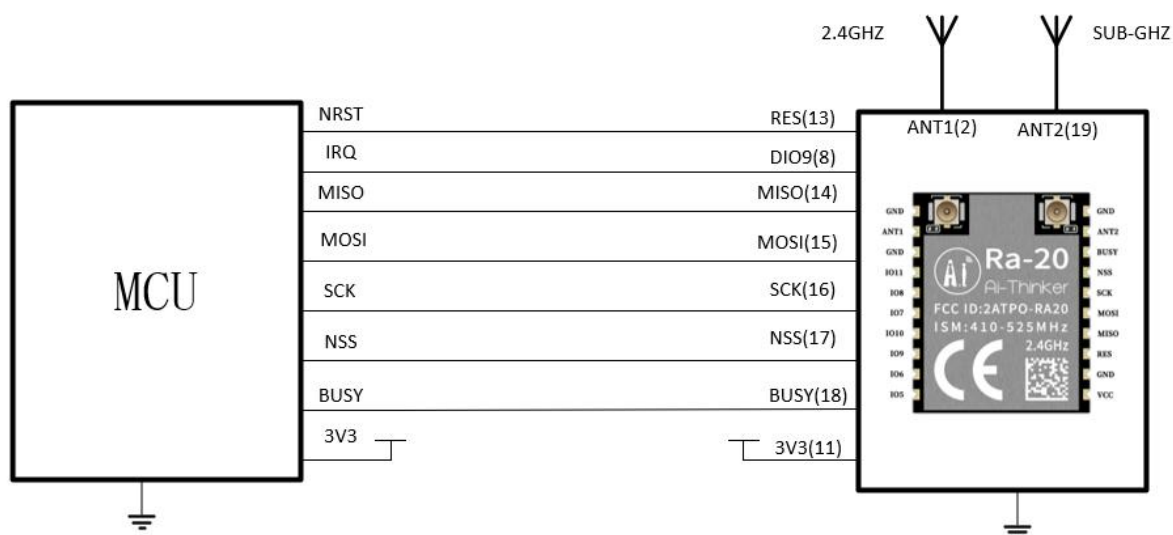 2.4GHZ
SUB-GHZ
MCU
NRST
IRQ
MISO
MOSI
SCK
NSS
BUSY
3V3
RES(13)
DIO9(8)
MISO(14)
MOSI(15)
SCK(16)
NSS(17)
BUSY(18)
3V3(11)
ANT1(2)
ANT2(19)
GND
ANT1
GND
IO11
IO8
IO7
IO10
IO9
IO6
IO5
Ai
Ra-20
Ai-Thinker
FCC ID:2ATPO-RA20
ISM:410-525MHz
2.4GHz
CE
GND
ANT2
BUSY
NSS
SCK
MOSI
MISO
RES
GND
VCC